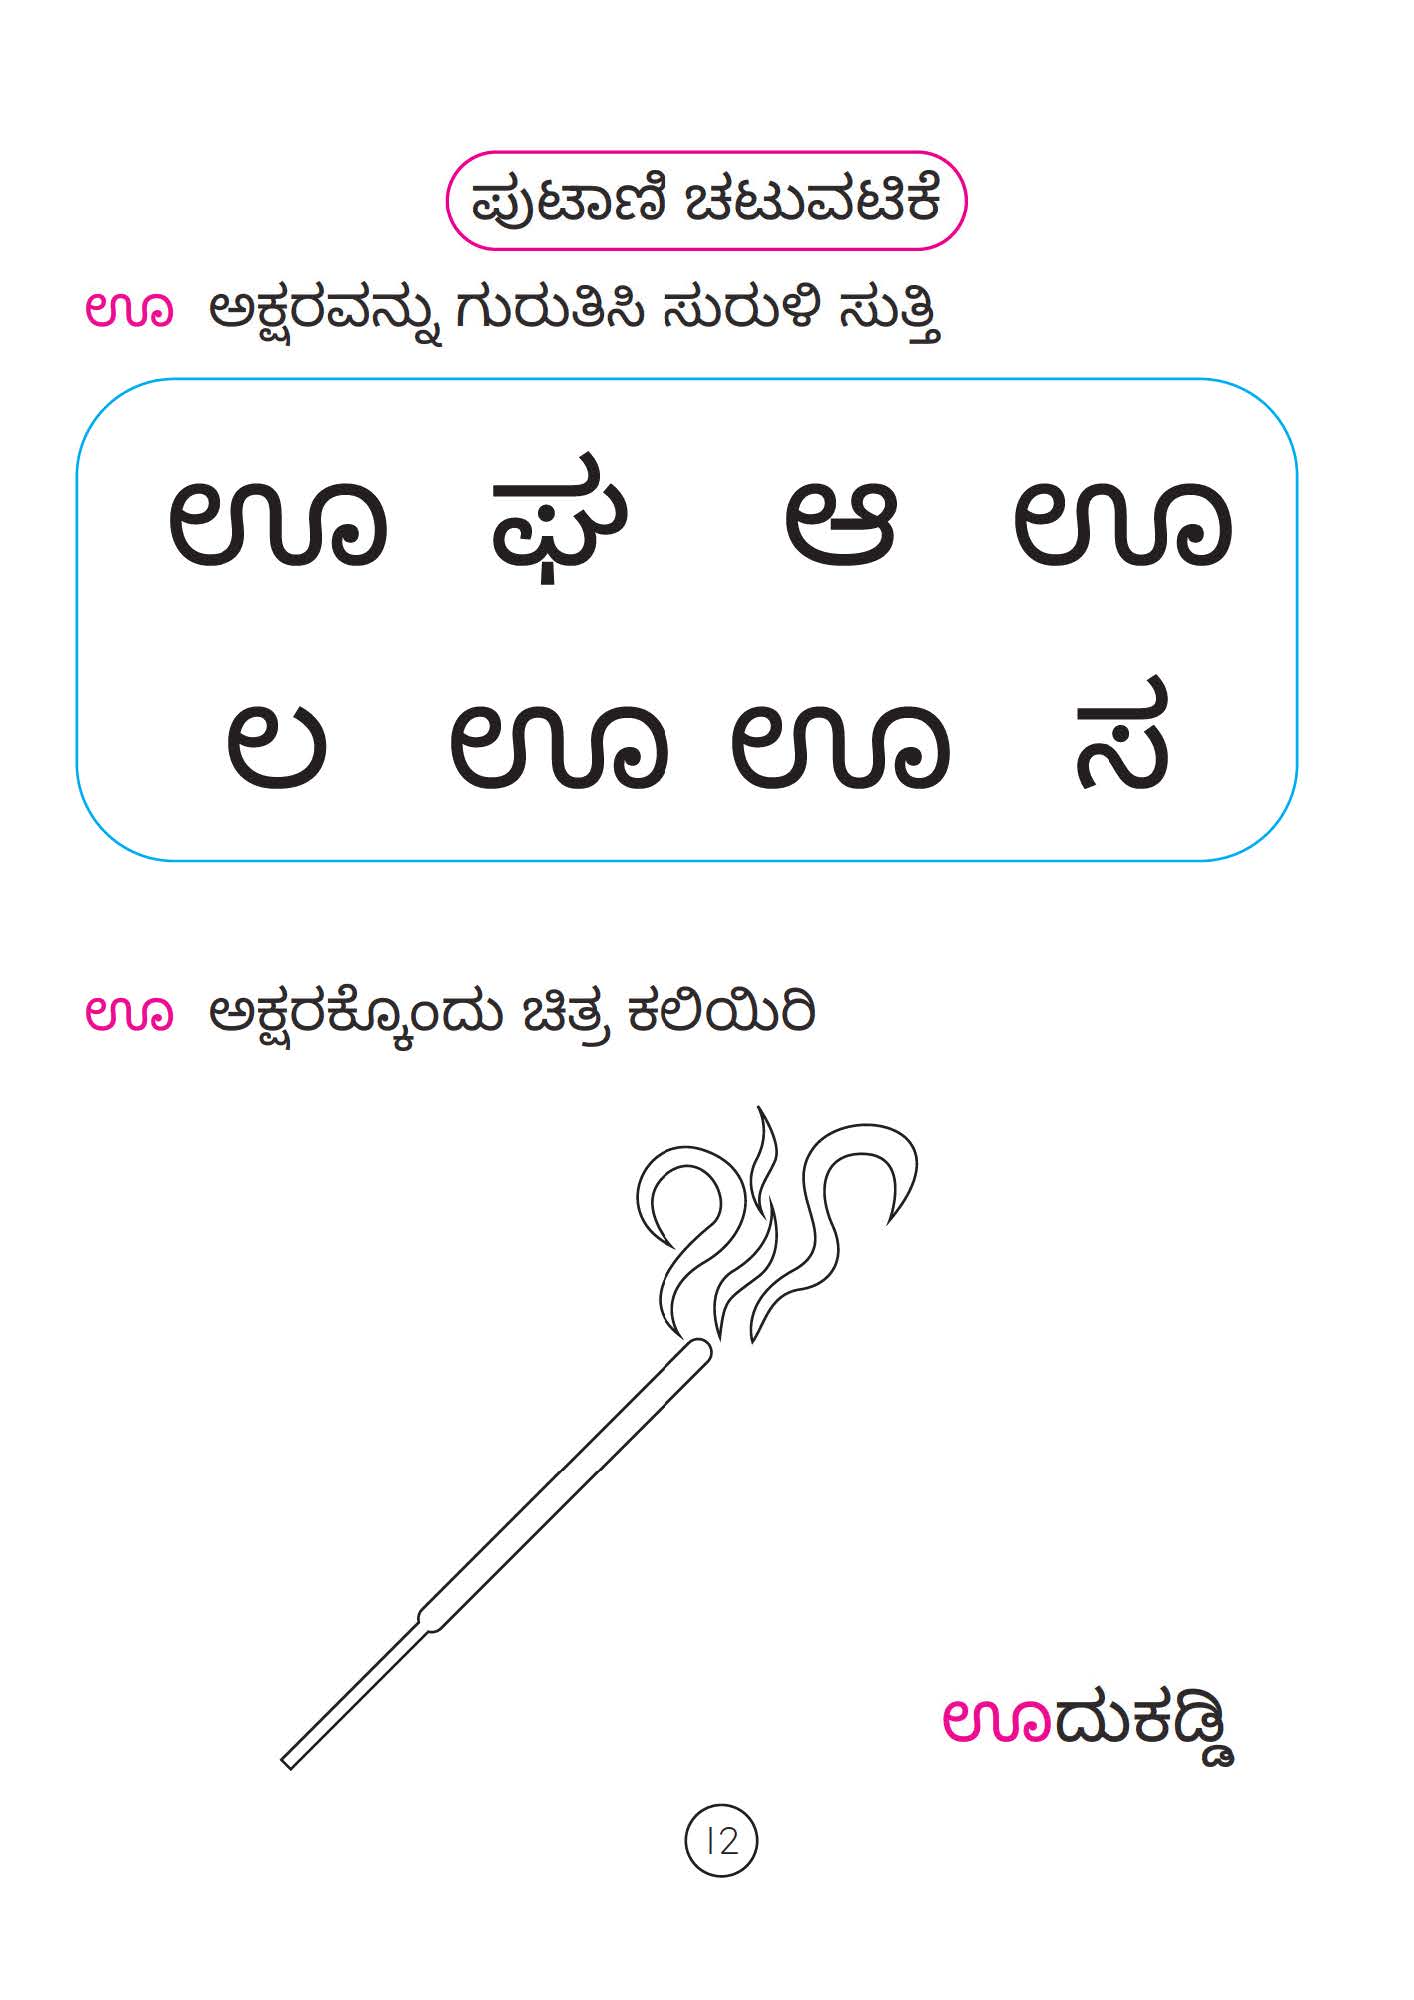 ಪುಟಾಣಿ ಚಟುವಟಿಕೆ
ಊ ಅಕ್ಷರವನ್ನು ಗುರುತಿಸಿ ಸುರುಳಿ ಸುತ್ತಿ
ಊ ಘ ಆ ಊ
ಲ ಊ ಊ ಸ
ಊ ಅಕ್ಷರಕ್ಕೊಂದು ಚಿತ್ರ ಕಲಿಯಿರಿ
ಊದುಕಡ್ಡಿ
12